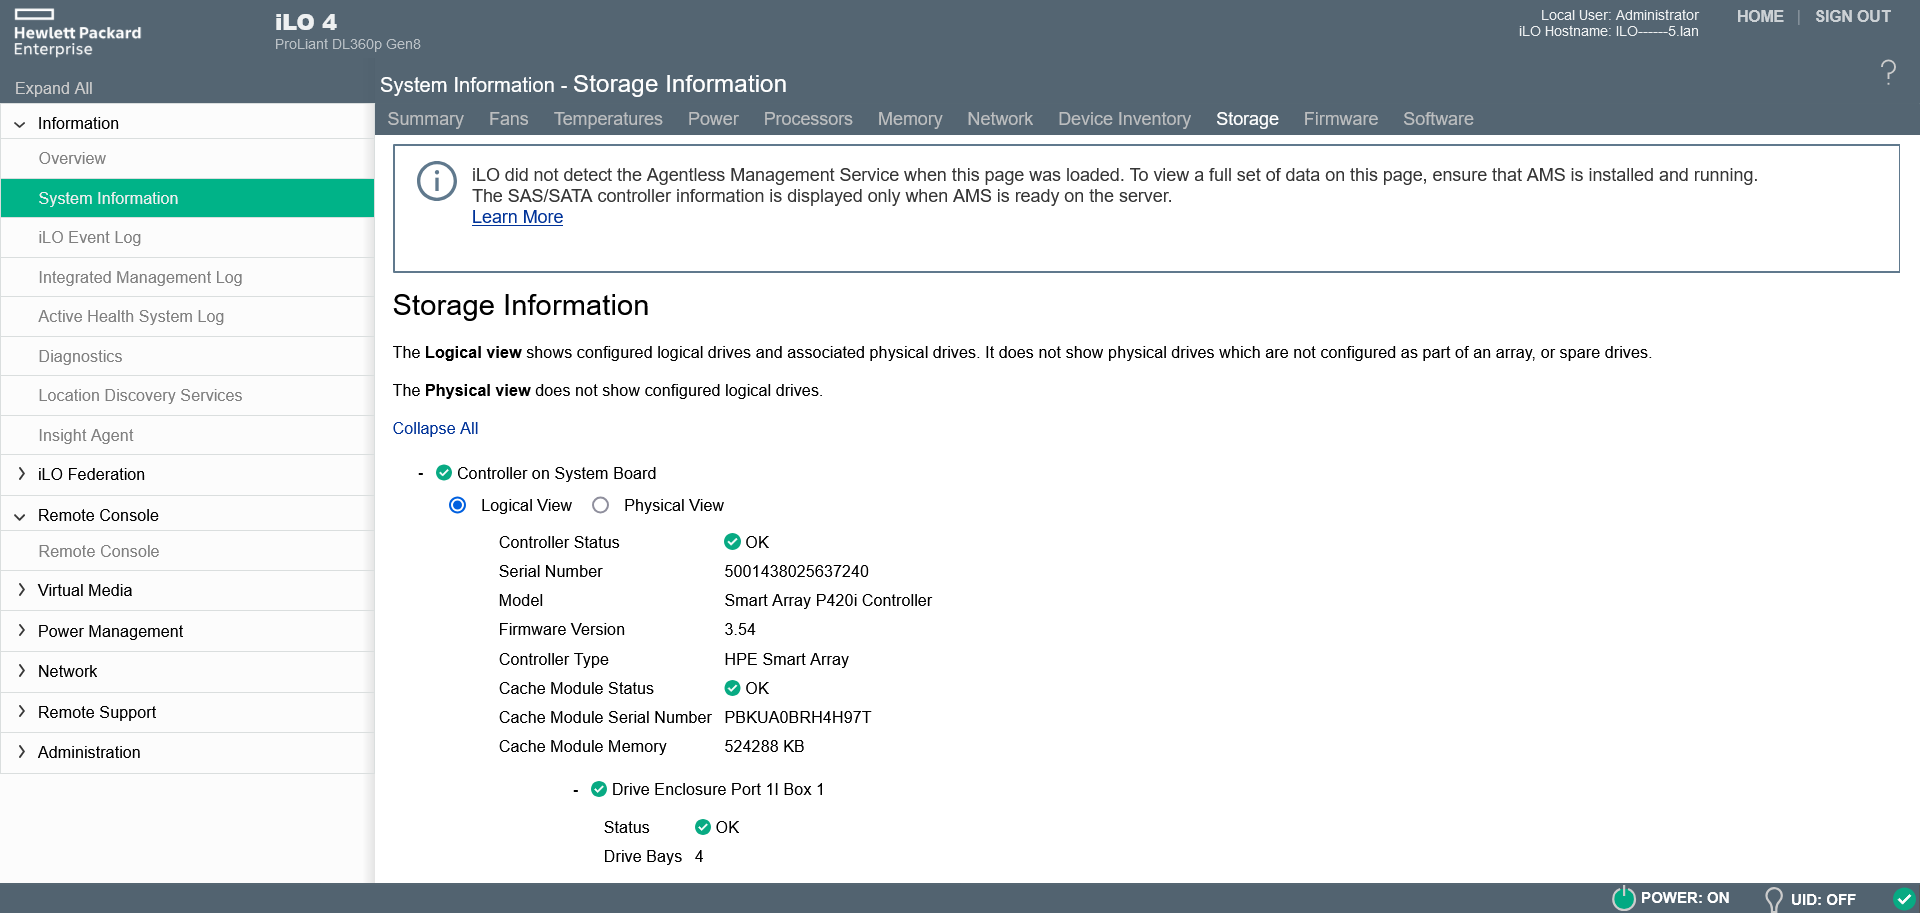 Hewlett Packard
Enterprise
iLO 4
ProLiant DL360p Gen8
Local User: Administrator
iLO Hostname: ILO------5.lan
HOME | SIGN OUT
Expand All
System Information - Storage Information
?
Summary Fans Temperatures Power Processors Memory Network Device Inventory Storage Firmware Software
Information
Overview
System Information
iLO Event Log
Integrated Management Log
Active Health System Log
Diagnostics
Location Discovery Services
Insight Agent
iLO Federation
Remote Console
Remote Console
Virtual Media
Power Management
Network
Remote Support
Administration
iLO did not detect the Agentless Management Service when this page was loaded. To view a full set of data on this page, ensure that AMS is installed and running.
The SAS/SATA controller information is displayed only when AMS is ready on the server.
Learn More
Storage Information
The Logical view shows configured logical drives and associated physical drives. It does not show physical drives which are not configured as part of an array, or spare drives.
The Physical view does not show configured logical drives.
Collapse All
- Controller on System Board
Logical View Physical View
Controller Status OK
Serial Number 5001438025637240
Model Smart Array P420i Controller
Firmware Version 3.54
Controller Type HPE Smart Array
Cache Module Status OK
Cache Module Serial Number PBKUA0BRH4H97T
Cache Module Memory 524288 KB
- Drive Enclosure Port 1I Box 1
Status OK
Drive Bays 4
POWER: ON UID: OFF